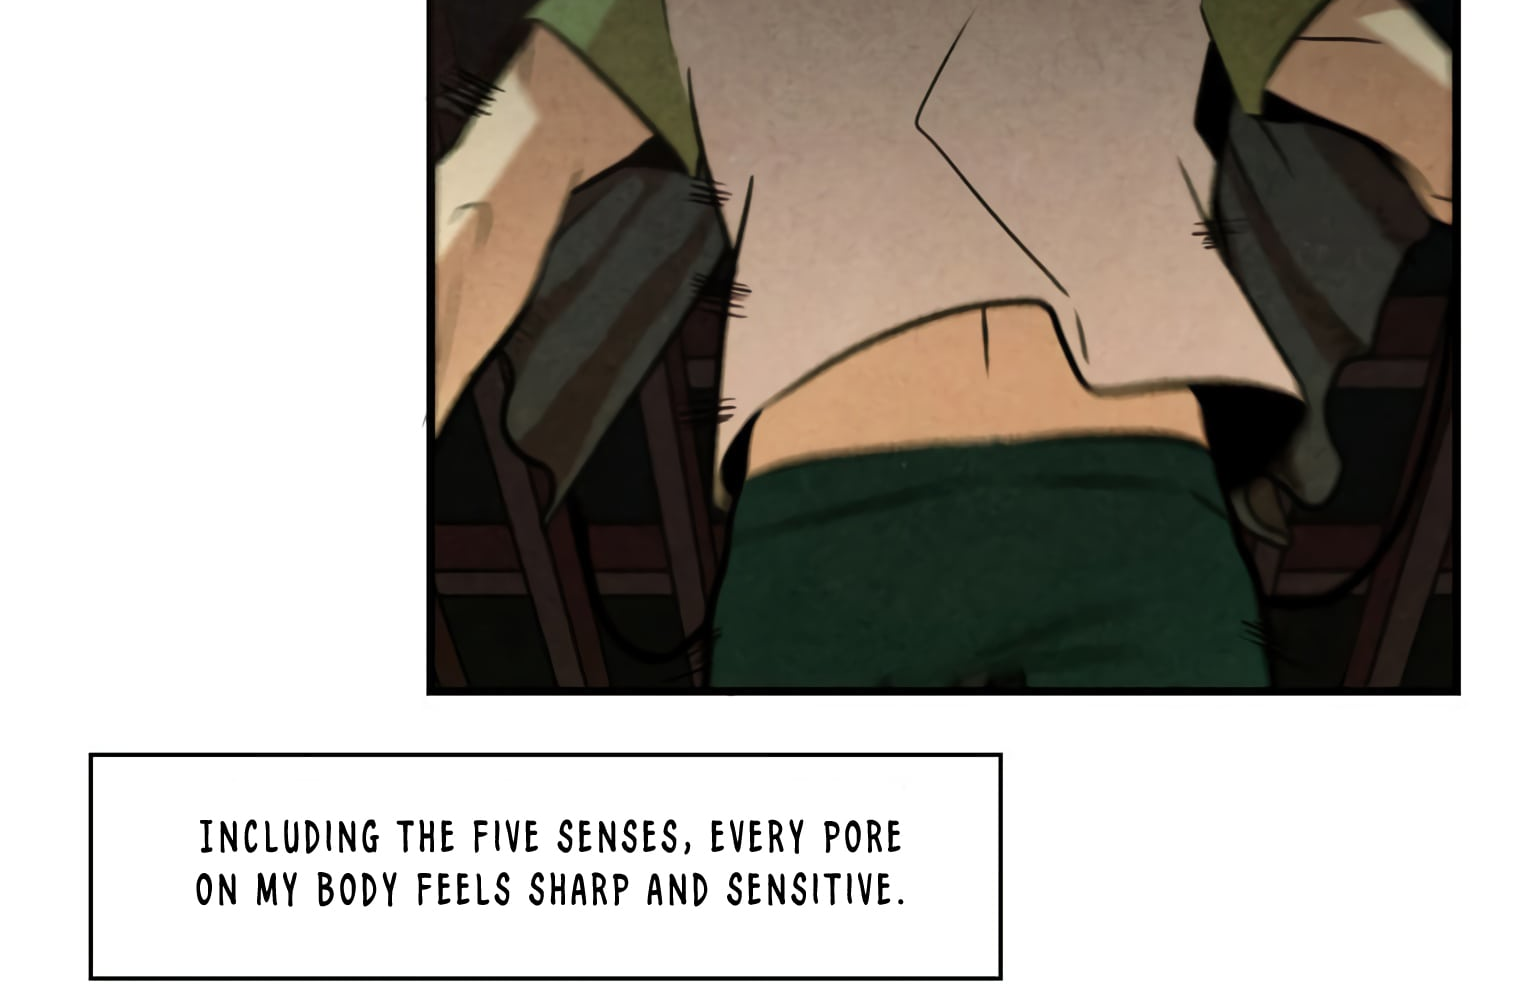 INCLUDING THE FIVE SENSES, EVERY PORE
ON MY BODY FEELS SHARP AND SENSITIVE.